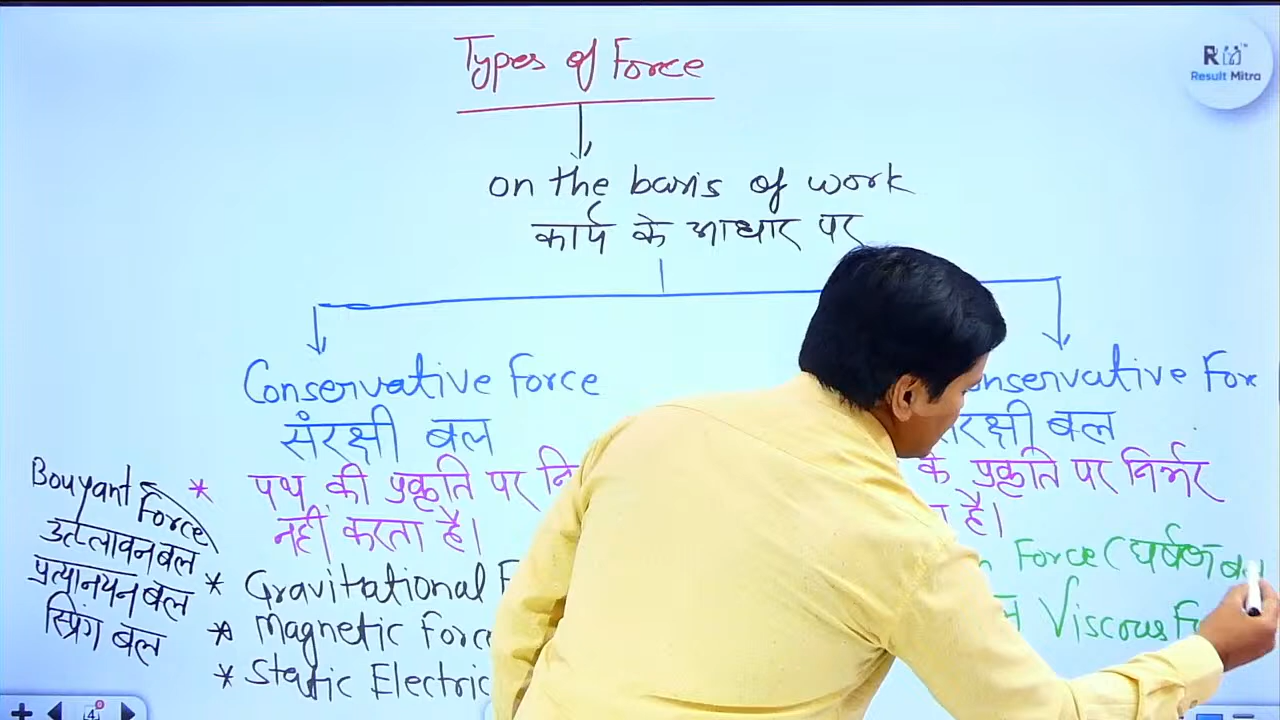 Types of Force
on the basis of work
कार्य के आधार पर
Conservative Force
संरक्षी बल
* पथ की प्रकृति पर नि
नहीं करता है।
* Gravitational F
* Magnetic Force
* Static Electric
Bouyant Force
उत्प्लावन बल
प्रत्यानयन बल
स्प्रिंग बल
onservative For
संरक्षी बल
के प्रकृति पर निर्भर
है।
Force (घर्षण बल
Viscous F
R
Result Mitra
4